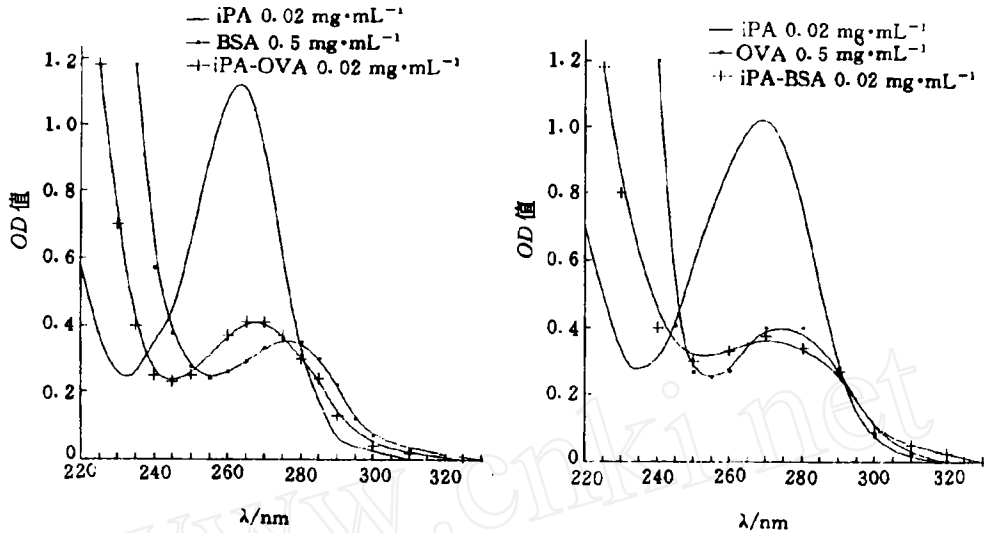 iPA 0.02 mg·mL⁻¹
BSA 0.5 mg·mL⁻¹
iPA-OVA 0.02 mg·mL⁻¹
1.2
1.0
0.8
0.6
0.4
0.2
0
OD值
220 240 260 280 300 320
λ/nm
iPA 0.02 mg·mL⁻¹
OVA 0.5 mg·mL⁻¹
iPA-BSA 0.02 mg·mL⁻¹
1.2
1.0
0.8
0.6
0.4
0.2
0
OD值
220 240 260 280 300 320
λ/nm
www.cnki.net